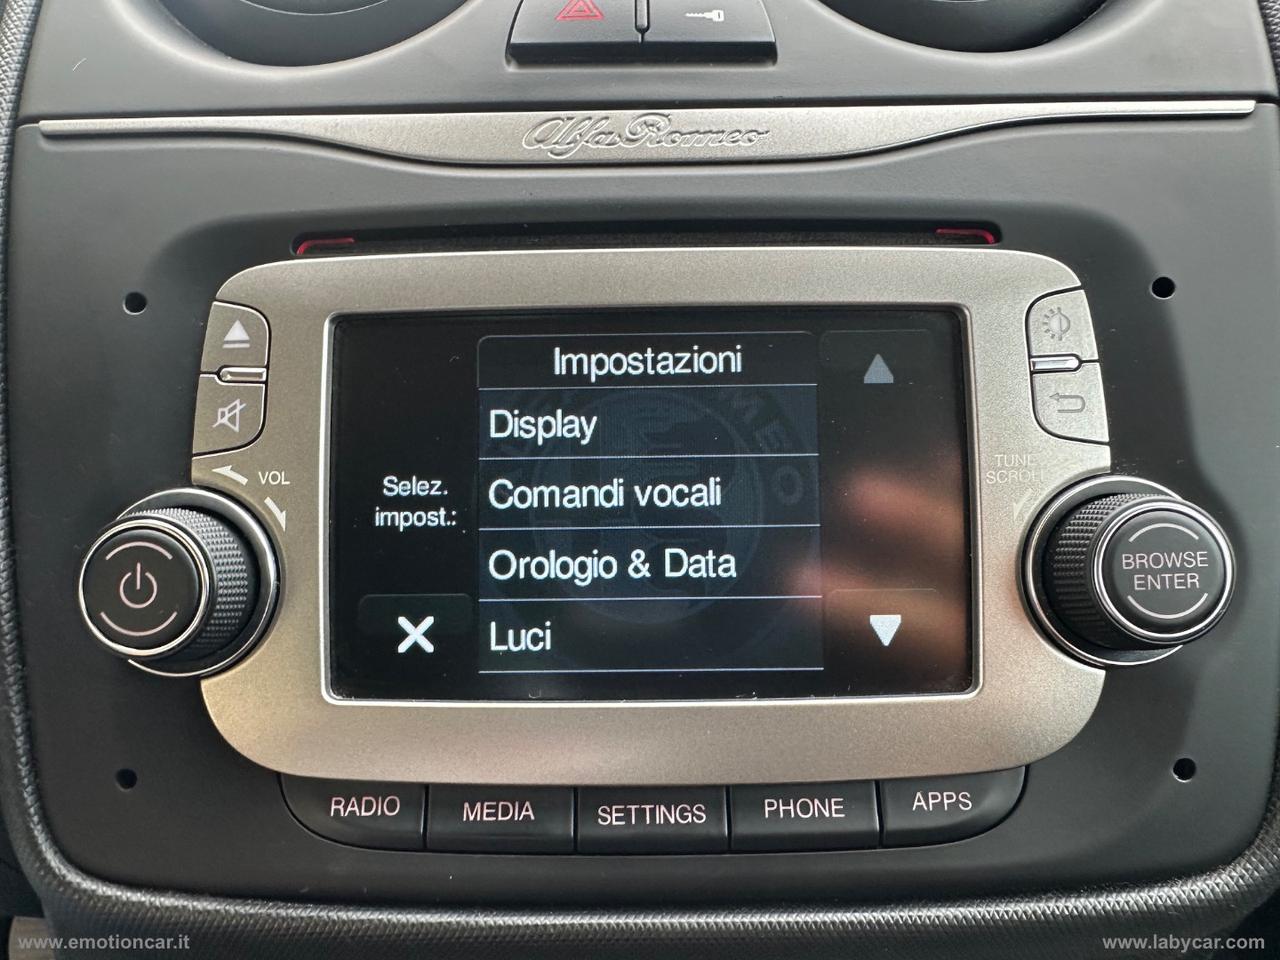 Alfa Romeo
Impostazioni
Display
Selez.
impost.:
Comandi vocali
Orologio & Data
Luci
VOL
TUNE
SCROLL
BROWSE
ENTER
RADIO
MEDIA
SETTINGS
PHONE
APPS
www.emotioncar.it
www.labycar.com